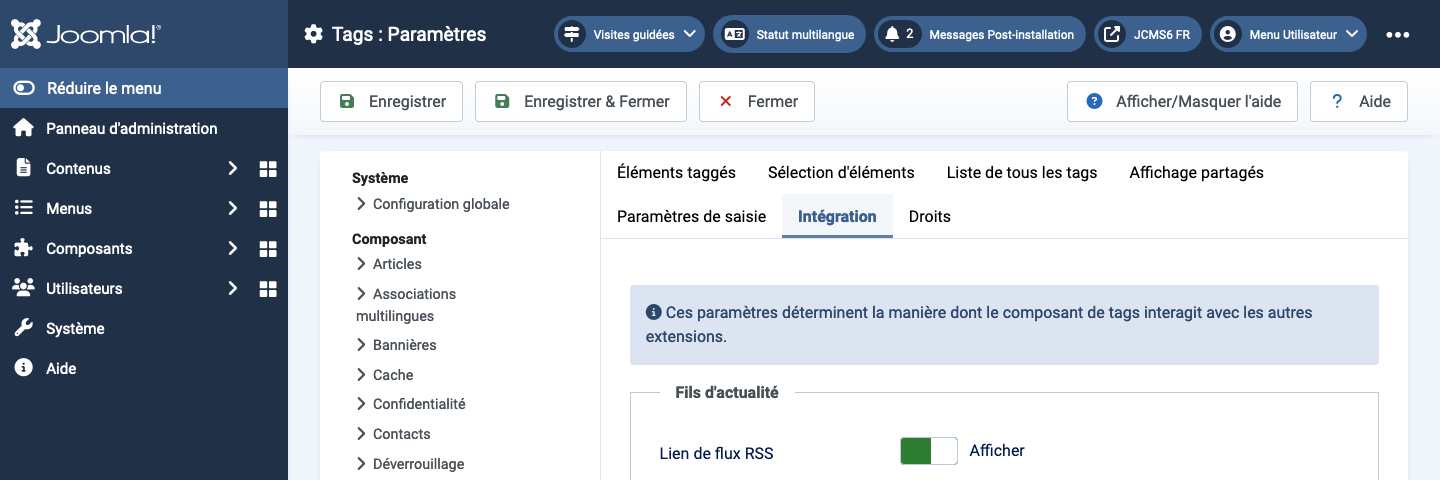 Joomla!
Tags : Paramètres
Visites guidées
Statut multilangue
2
Messages Post-installation
JCMS6 FR
Menu Utilisateur
Réduire le menu
Panneau d'administration
Contenus
Menus
Composants
Utilisateurs
Système
Aide
Enregistrer
Enregistrer & Fermer
Fermer
Afficher/Masquer l'aide
Aide
Système
Configuration globale
Composant
Articles
Associations
multilingues
Bannières
Cache
Confidentialité
Contacts
Déverrouillage
Éléments taggés
Sélection d'éléments
Liste de tous les tags
Affichage partagés
Paramètres de saisie
Intégration
Droits
Ces paramètres déterminent la manière dont le composant de tags interagit avec les autres
extensions.
Fils d'actualité
Lien de flux RSS
Afficher